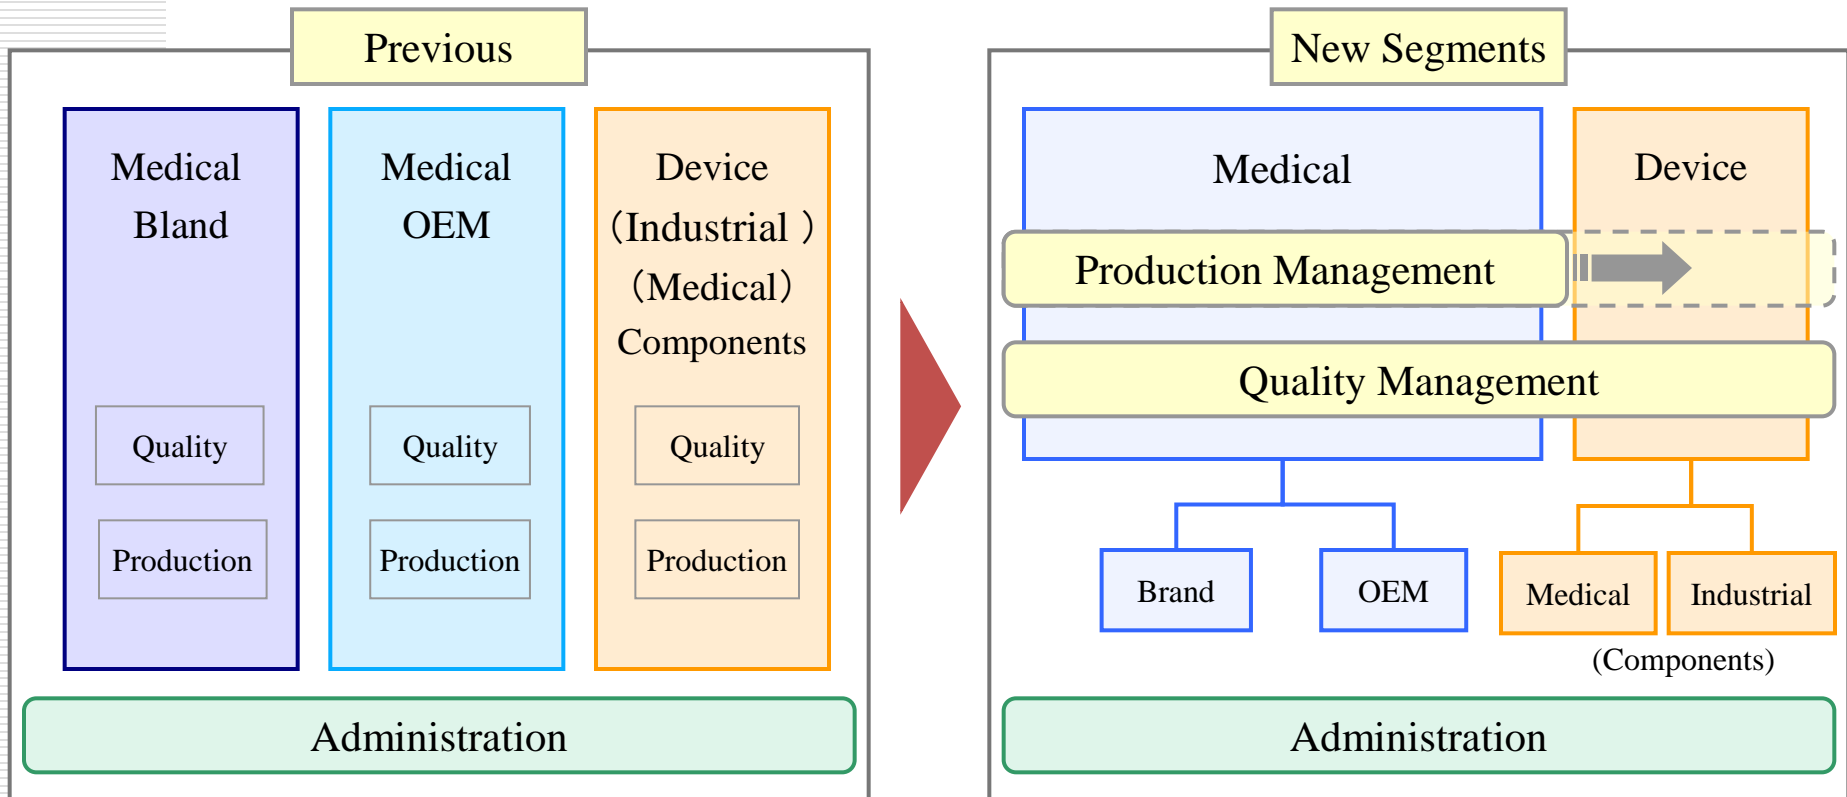 Previous
Medical
Bland
Medical
OEM
Device
（Industrial ）
（Medical）
Components
Quality
Quality
Quality
Production
Production
Production
Administration
New Segments
Medical
Device
Production Management
Quality Management
Brand
OEM
Medical
Industrial
(Components)
Administration